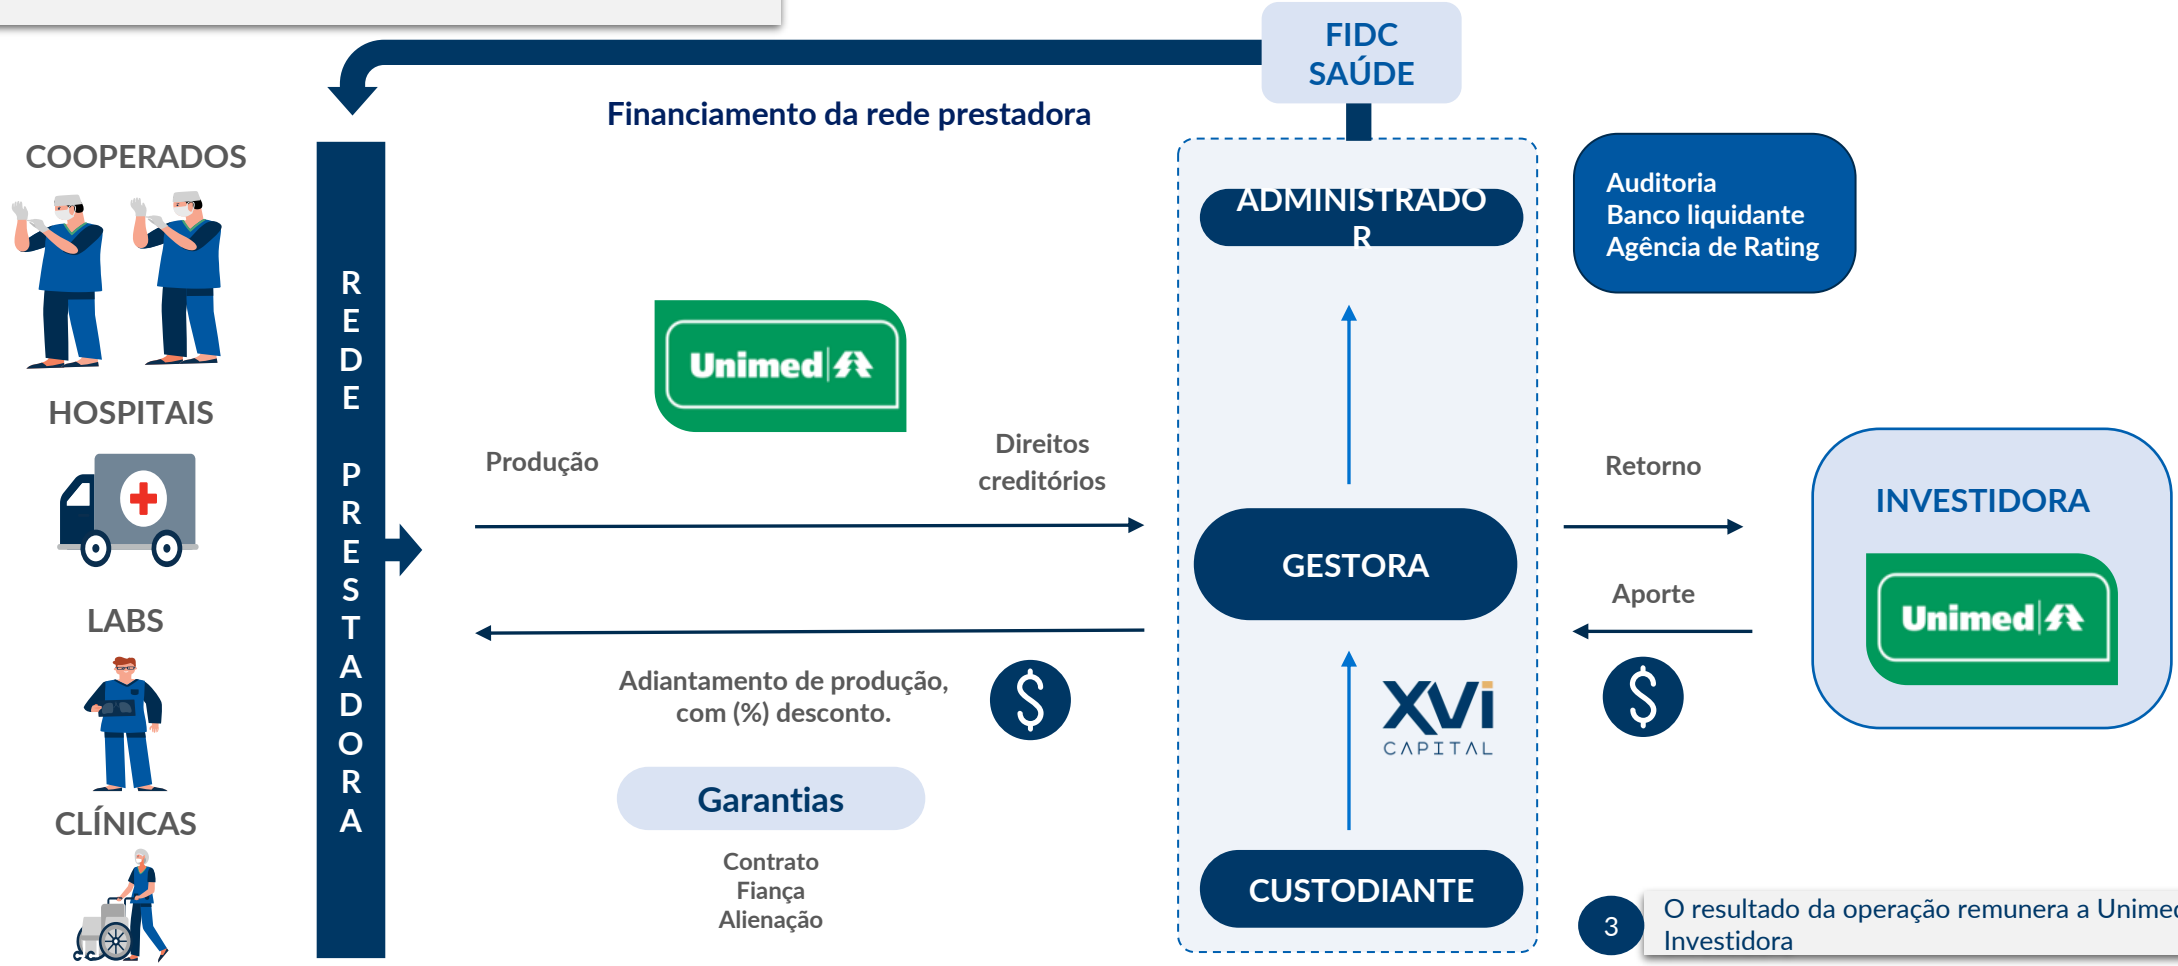 FIDC
SAÚDE
Financiamento da rede prestadora
COOPERADOS
HOSPITAIS
LABS
CLÍNICAS
REDE PRESTADORA
Unimed
Produção
Direitos
creditórios
Adiantamento de produção,
com (%) desconto.
$
Garantias
Contrato
Fiança
Alienação
ADMINISTRADO
R
GESTORA
XVi
CAPITAL
CUSTODIANTE
Auditoria
Banco liquidante
Agência de Rating
Retorno
Aporte
$
INVESTIDORA
Unimed
3
O resultado da operação remunera a Unimed
Investidora